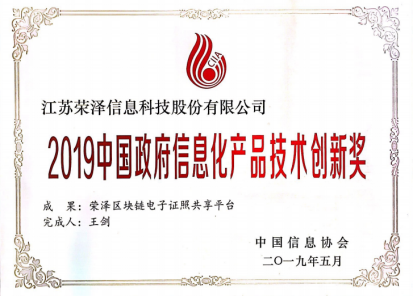 CIIA
江苏荣泽信息科技股份有限公司
2019中国政府信息化产品技术创新奖
成 果：荣泽区块链电子证照共享平台
完成人：王剑
中国信息协会
二〇一九年五月